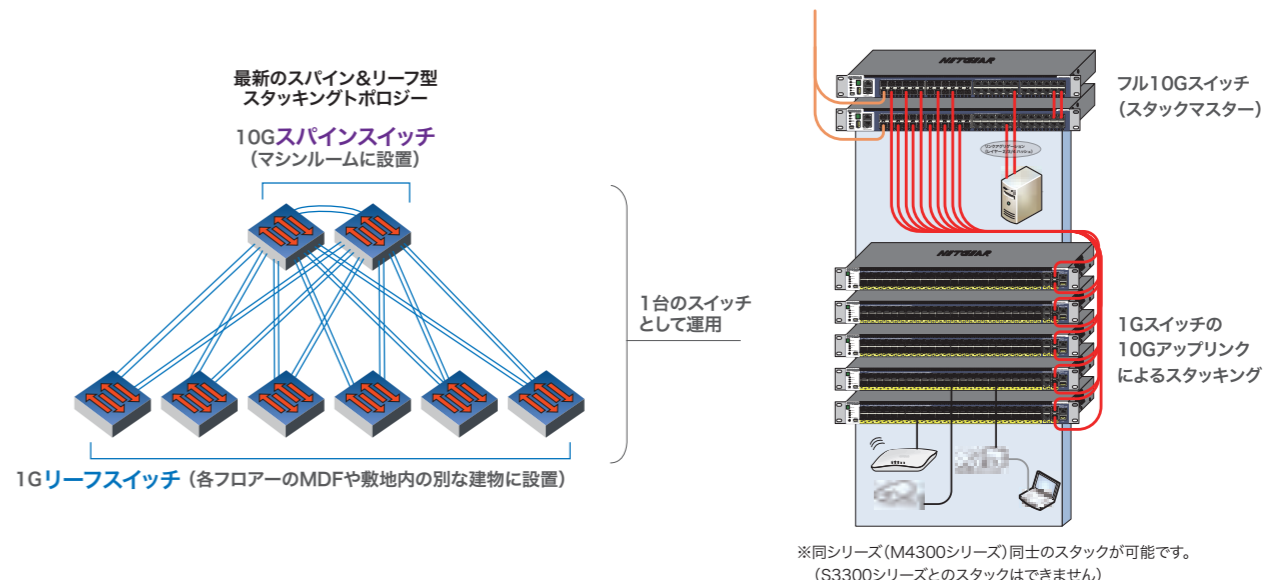 最新のスパイン&リーフ型
スタッキングトポロジー
10Gスパインスイッチ
(マシンルームに設置)
1台のスイッチ
として運用
1Gリーフスイッチ (各フロアーのMDFや敷地内の別な建物に設置)
NETGEAR
フル10Gスイッチ
(スタックマスター)
NETGEAR
1Gスイッチの
10Gアップリンク
によるスタッキング
※同シリーズ(M4300シリーズ)同士のスタックが可能です。
(S3300シリーズとのスタックはできません)